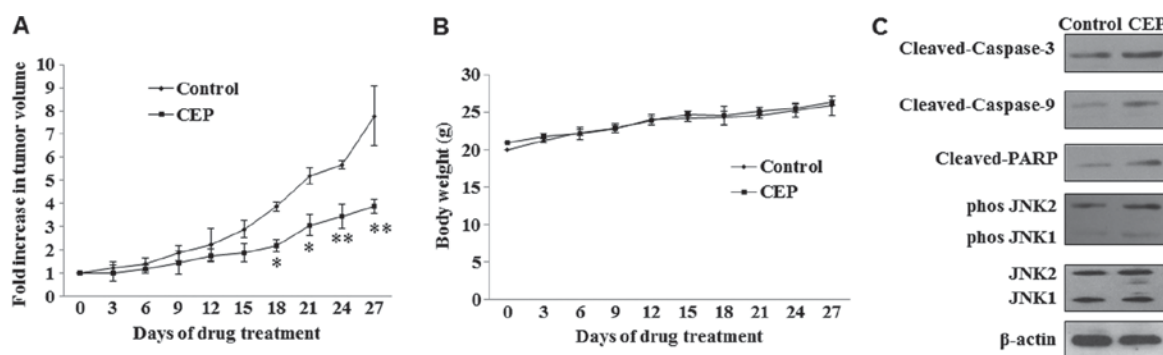 A
Fold increase in tumor volume
10
9
8
7
6
5
4
3
2
1
0
Control
CEP
*
*
**
**
0 3 6 9 12 15 18 21 24 27
Days of drug treatment
B
Body weight (g)
30
25
20
15
10
5
0
Control
CEP
0 3 6 9 12 15 18 21 24 27
Days of drug treatment
C
Control CEP
Cleaved-Caspase-3
Cleaved-Caspase-9
Cleaved-PARP
phos JNK2
phos JNK1
JNK2
JNK1
β-actin